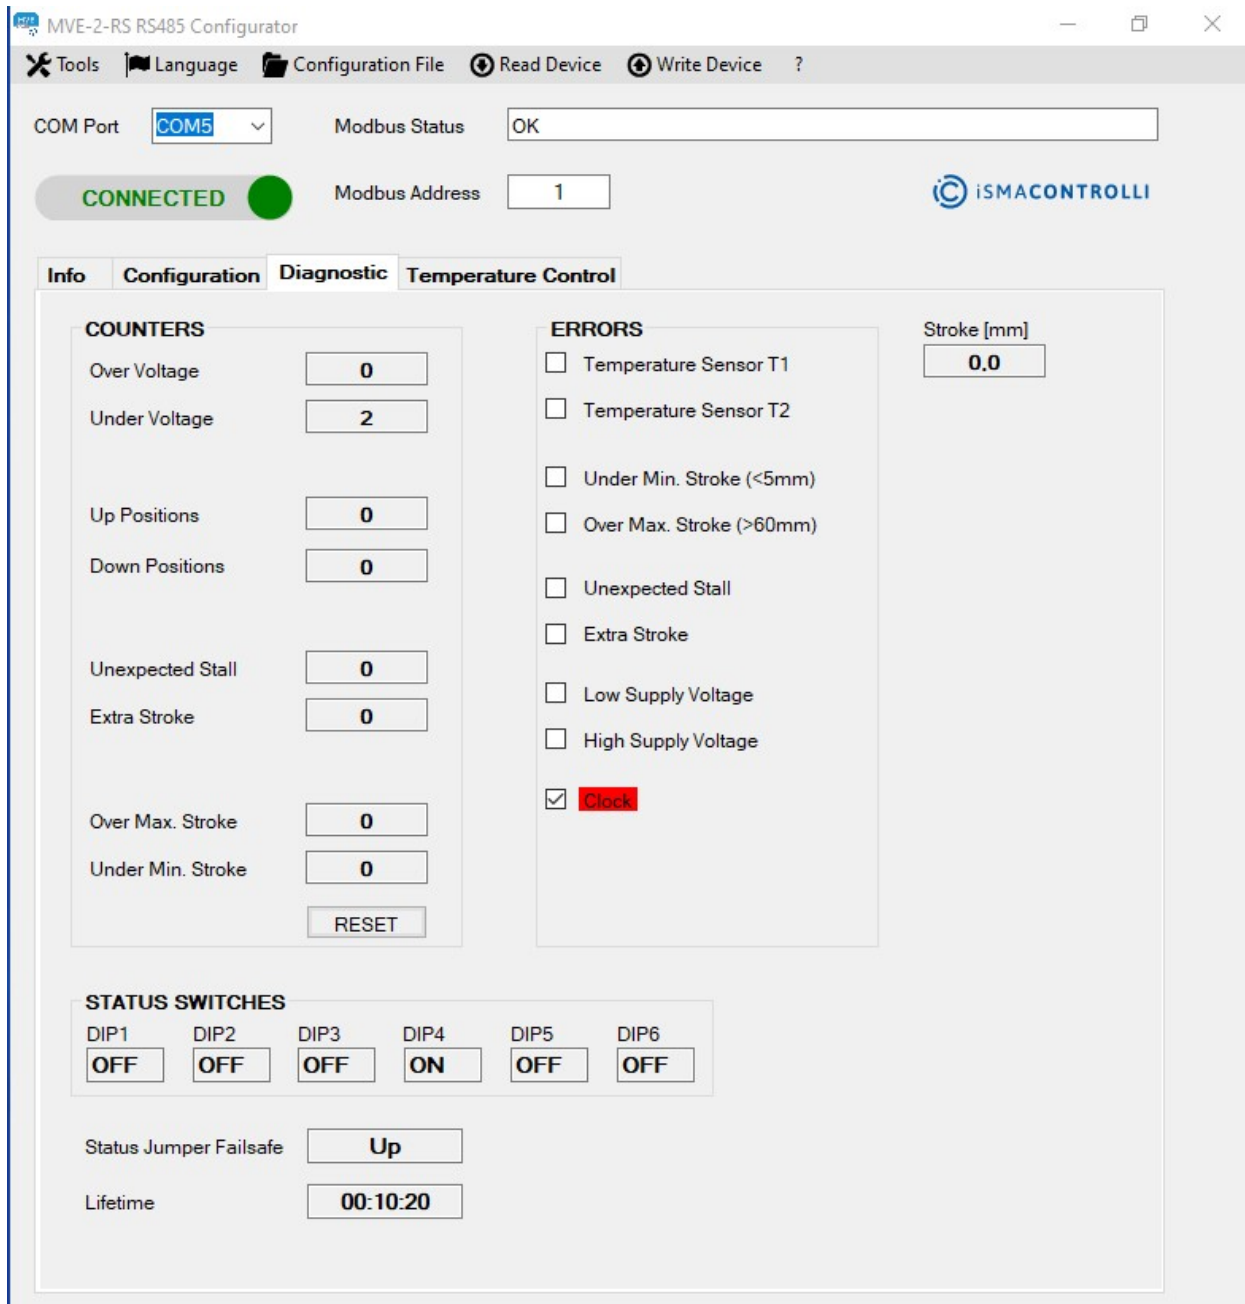 MVE-2-RS RS485 Configurator
Tools Language Configuration File Read Device Write Device ?
COM Port COM5 Modbus Status OK
CONNECTED Modbus Address 1 iSMACONTROLLI
Info Configuration Diagnostic Temperature Control
COUNTERS
Over Voltage 0
Under Voltage 2
Up Positions 0
Down Positions 0
Unexpected Stall 0
Extra Stroke 0
Over Max. Stroke 0
Under Min. Stroke 0
RESET
ERRORS
Temperature Sensor T1
Temperature Sensor T2
Under Min. Stroke (<5mm)
Over Max. Stroke (>60mm)
Unexpected Stall
Extra Stroke
Low Supply Voltage
High Supply Voltage
Clock
Stroke [mm]
0.0
STATUS SWITCHES
DIP1 DIP2 DIP3 DIP4 DIP5 DIP6
OFF OFF OFF ON OFF OFF
Status Jumper Failsafe Up
Lifetime 00:10:20